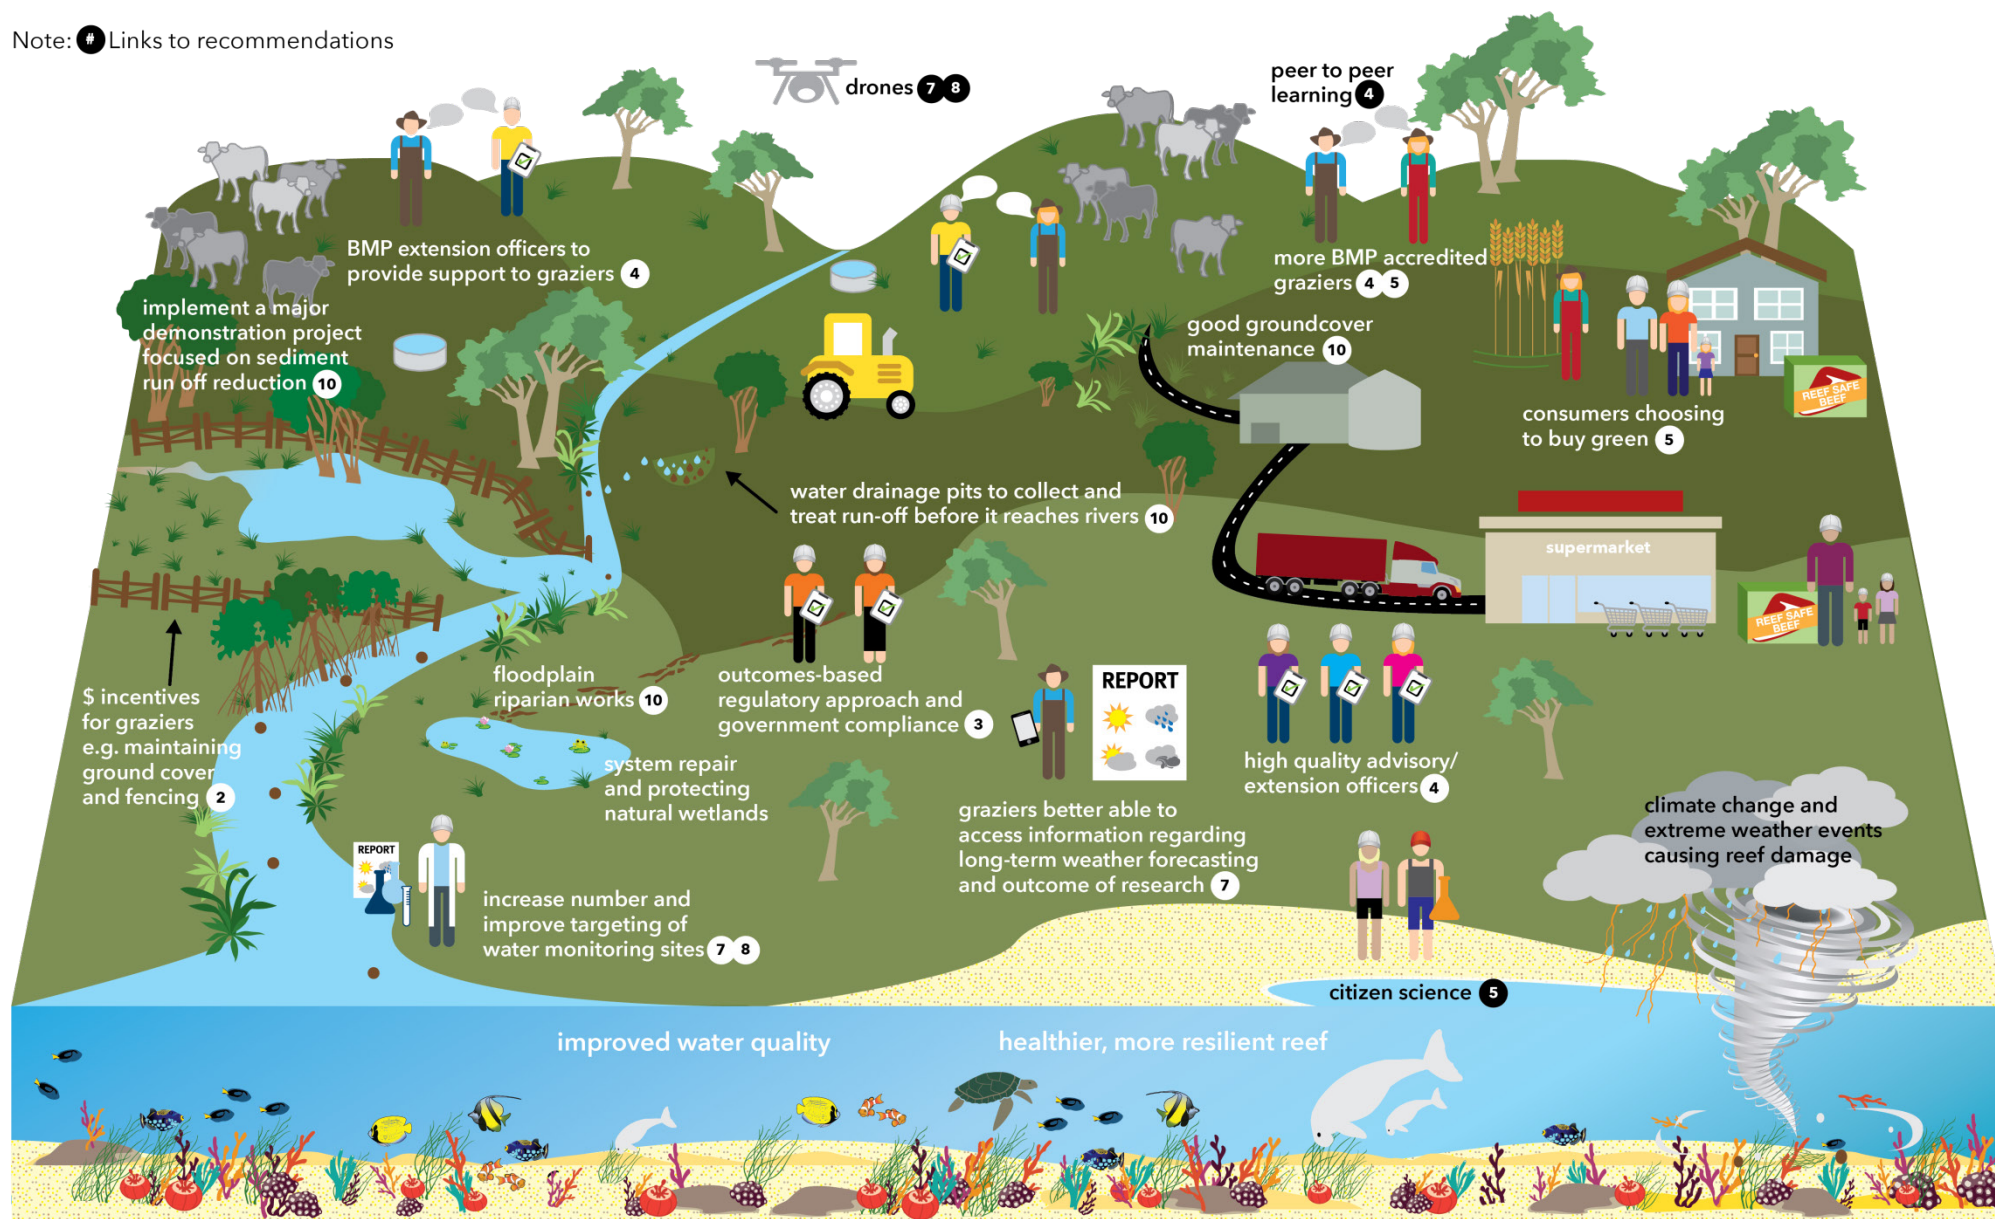 Note: # Links to recommendations
drones 7 8
peer to peer
learning 4
BMP extension officers to
provide support to graziers 4
more BMP accredited
graziers 4 5
implement a major
demonstration project
focused on sediment
run off reduction 10
good groundcover
maintenance 10
REEF SAFE
BEEF
consumers choosing
to buy green 5
water drainage pits to collect and
treat run-off before it reaches rivers 10
supermarket
REEF SAFE
BEEF
$ incentives
for graziers
e.g. maintaining
ground cover
and fencing 2
floodplain
riparian works 10
outcomes-based
regulatory approach and
government compliance 3
REPORT
system repair
and protecting
natural wetlands
high quality advisory/
extension officers 4
graziers better able to
access information regarding
long-term weather forecasting
and outcome of research 7
climate change and
extreme weather events
causing reef damage
REPORT
increase number and
improve targeting of
water monitoring sites 7 8
citizen science 5
improved water quality
healthier, more resilient reef